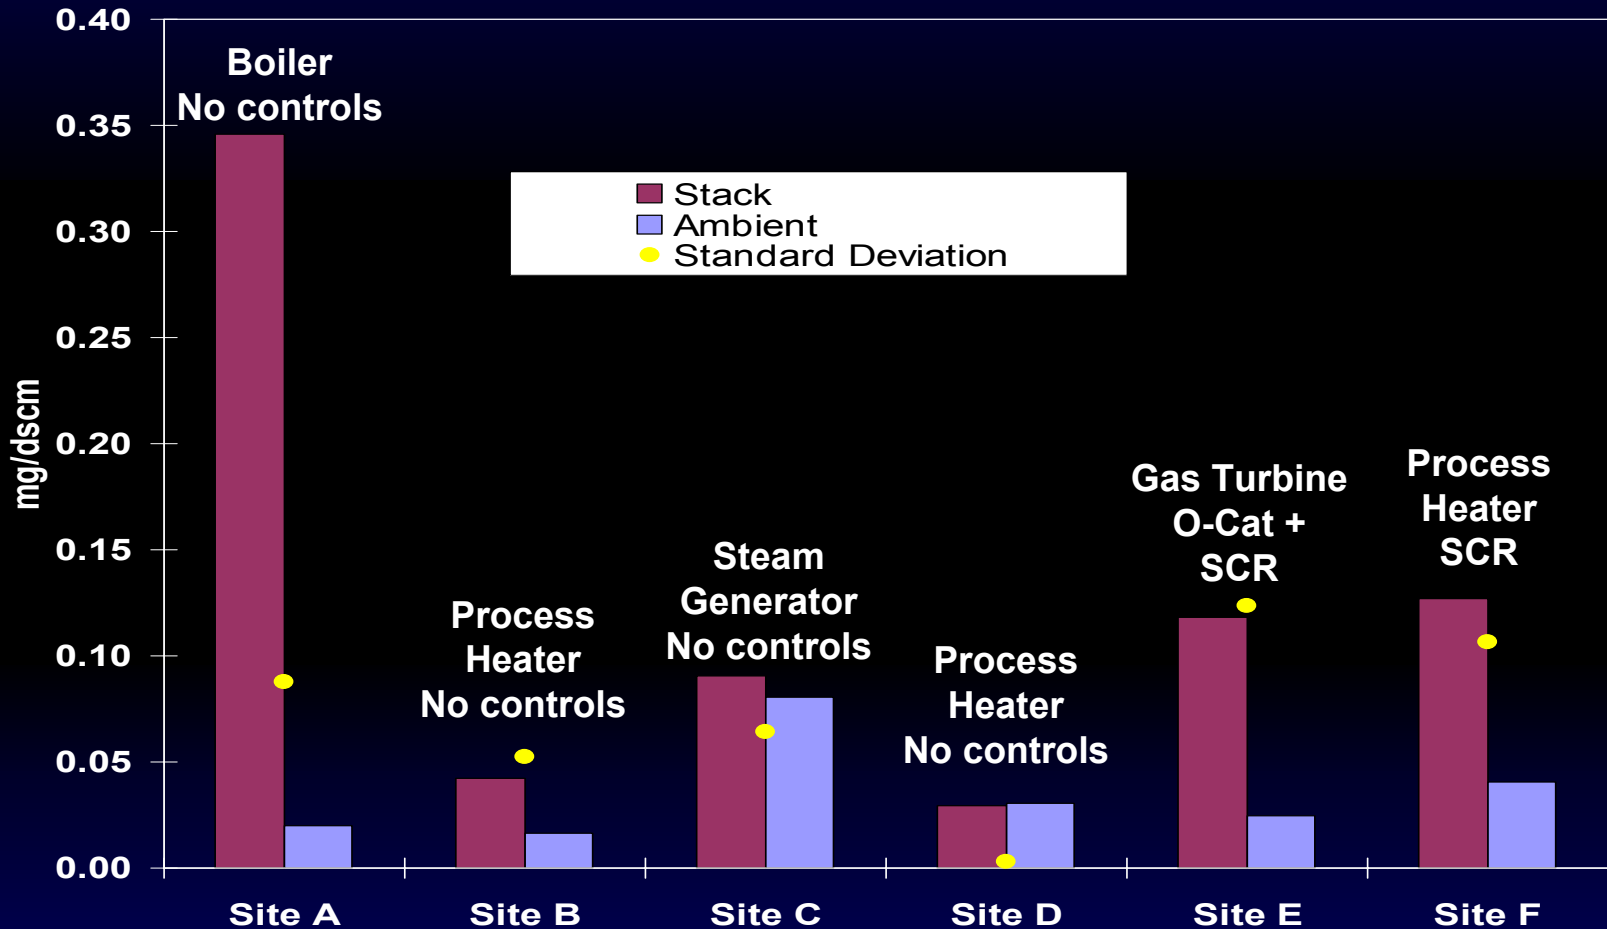 0.40
0.35
0.30
0.25
0.20
0.15
0.10
0.05
0.00
mg/dscm
Boiler
No controls
Stack
Ambient
Standard Deviation
Process
Heater
No controls
Steam
Generator
No controls
Process
Heater
No controls
Gas Turbine
O-Cat +
SCR
Process
Heater
SCR
Site A
Site B
Site C
Site D
Site E
Site F